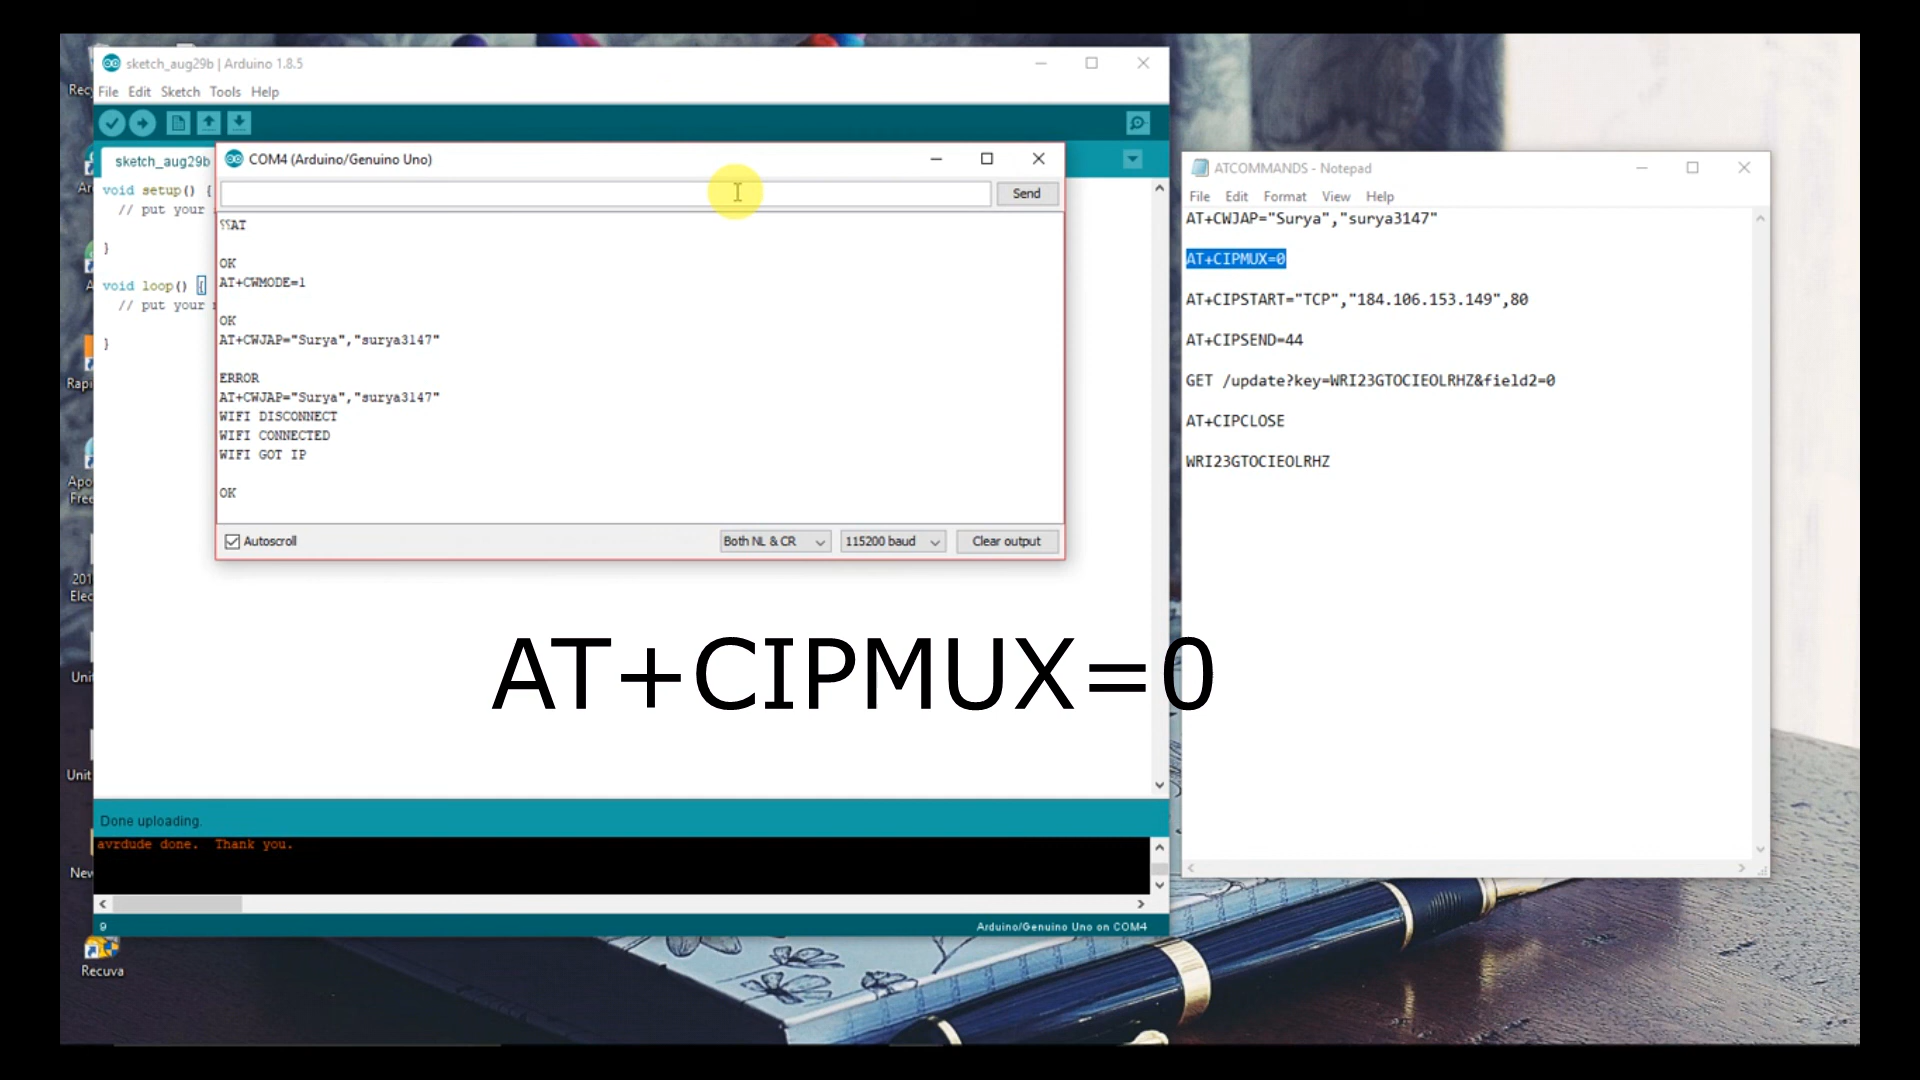 sketch_aug29b | Arduino 1.8.5
File Edit Sketch Tools Help
sketch_aug29b
void setup() {
// put your
}
void loop() {
// put your
}
COM4 (Arduino/Genuino Uno)
Send
AT
OK
AT+CWMODE=1
OK
AT+CWJAP="Surya","surya3147"
ERROR
AT+CWJAP="Surya","surya3147"
WIFI DISCONNECT
WIFI CONNECTED
WIFI GOT IP
OK
Autoscroll
Both NL & CR
115200 baud
Clear output
ATCOMMANDS - Notepad
File Edit Format View Help
AT+CWJAP="Surya","surya3147"
AT+CIPMUX=0
AT+CIPSTART="TCP","184.106.153.149",80
AT+CIPSEND=44
GET /update?key=WRI23GTOCIEOLRHZ&field2=0
AT+CIPCLOSE
WRI23GTOCIEOLRHZ
AT+CIPMUX=0
Done uploading.
avrdude done.  Thank you.
9
Arduino/Genuino Uno on COM4
Recuva